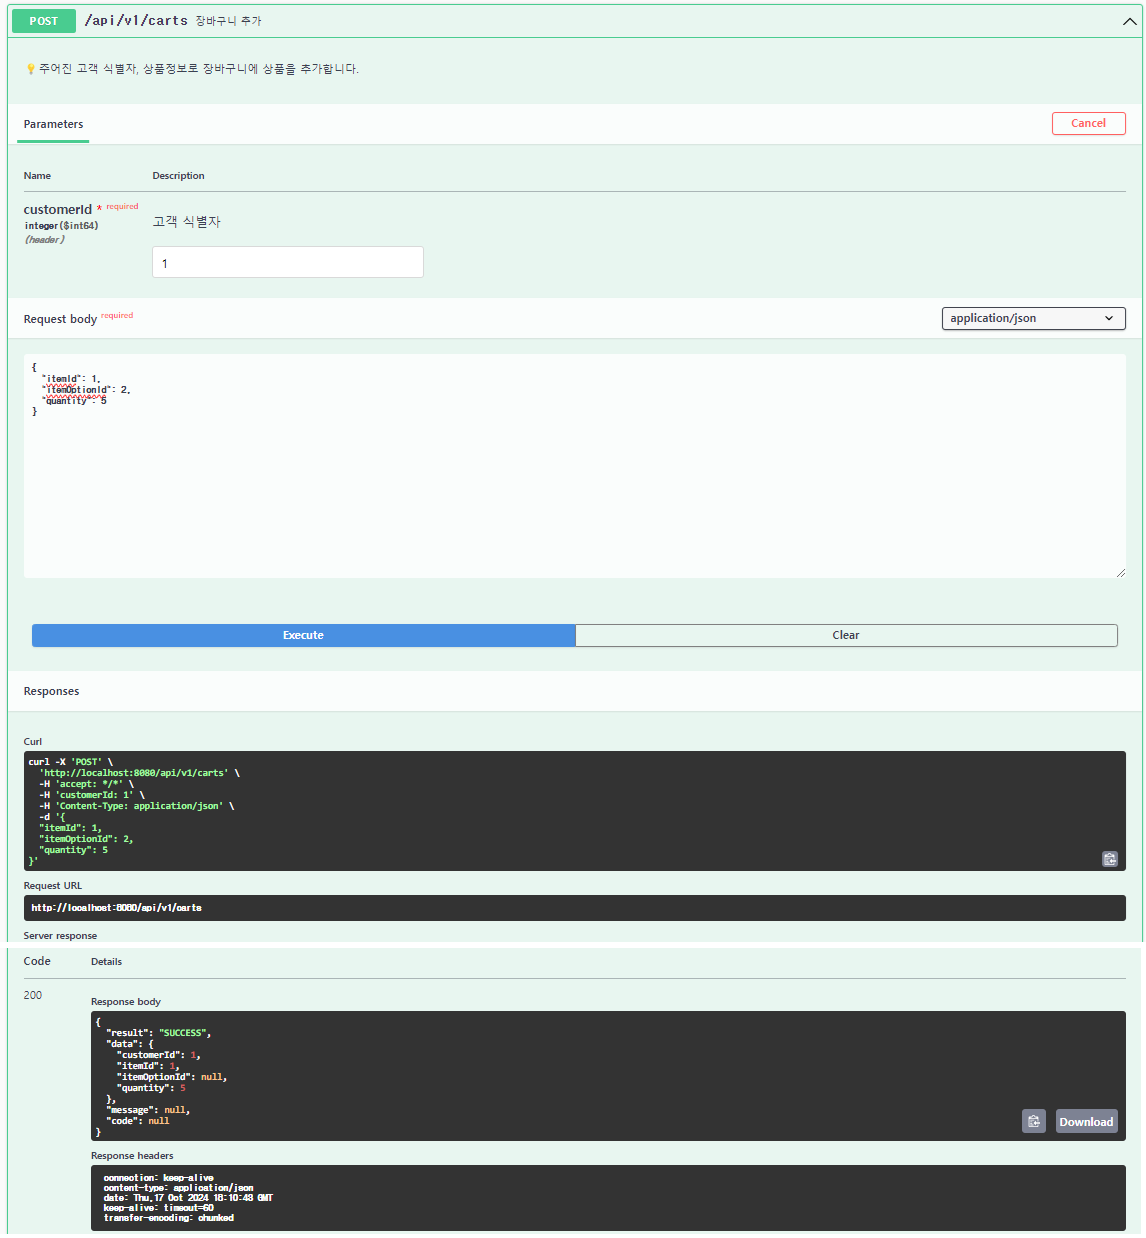 POST /api/v1/carts 장바구니 추가
💡주어진 고객 식별자, 상품정보로 장바구니에 상품을 추가합니다.
Parameters Cancel
Name Description
customerId * required
integer($int64)
(header)
고객 식별자
1
Request body required application/json
{
"itemId": 1,
"itemOptionId": 2,
"quantity": 5
}
Execute Clear
Responses
Curl
curl -X 'POST' \
'http://localhost:8080/api/v1/carts' \
-H 'accept: */*' \
-H 'customerId: 1' \
-H 'Content-Type: application/json' \
-d '{
"itemId": 1,
"itemOptionId": 2,
"quantity": 5
}'
Request URL
http://localhost:8080/api/v1/carts
Server response
Code Details
200
Response body
{
"result": "SUCCESS",
"data": {
"customerId": 1,
"itemId": 1,
"itemOptionId": null,
"quantity": 5
},
"message": null,
"code": null
}
Download
Response headers
connection: keep-alive
content-type: application/json
date: Thu,17 Oct 2024 18:10:48 GMT
keep-alive: timeout=60
transfer-encoding: chunked